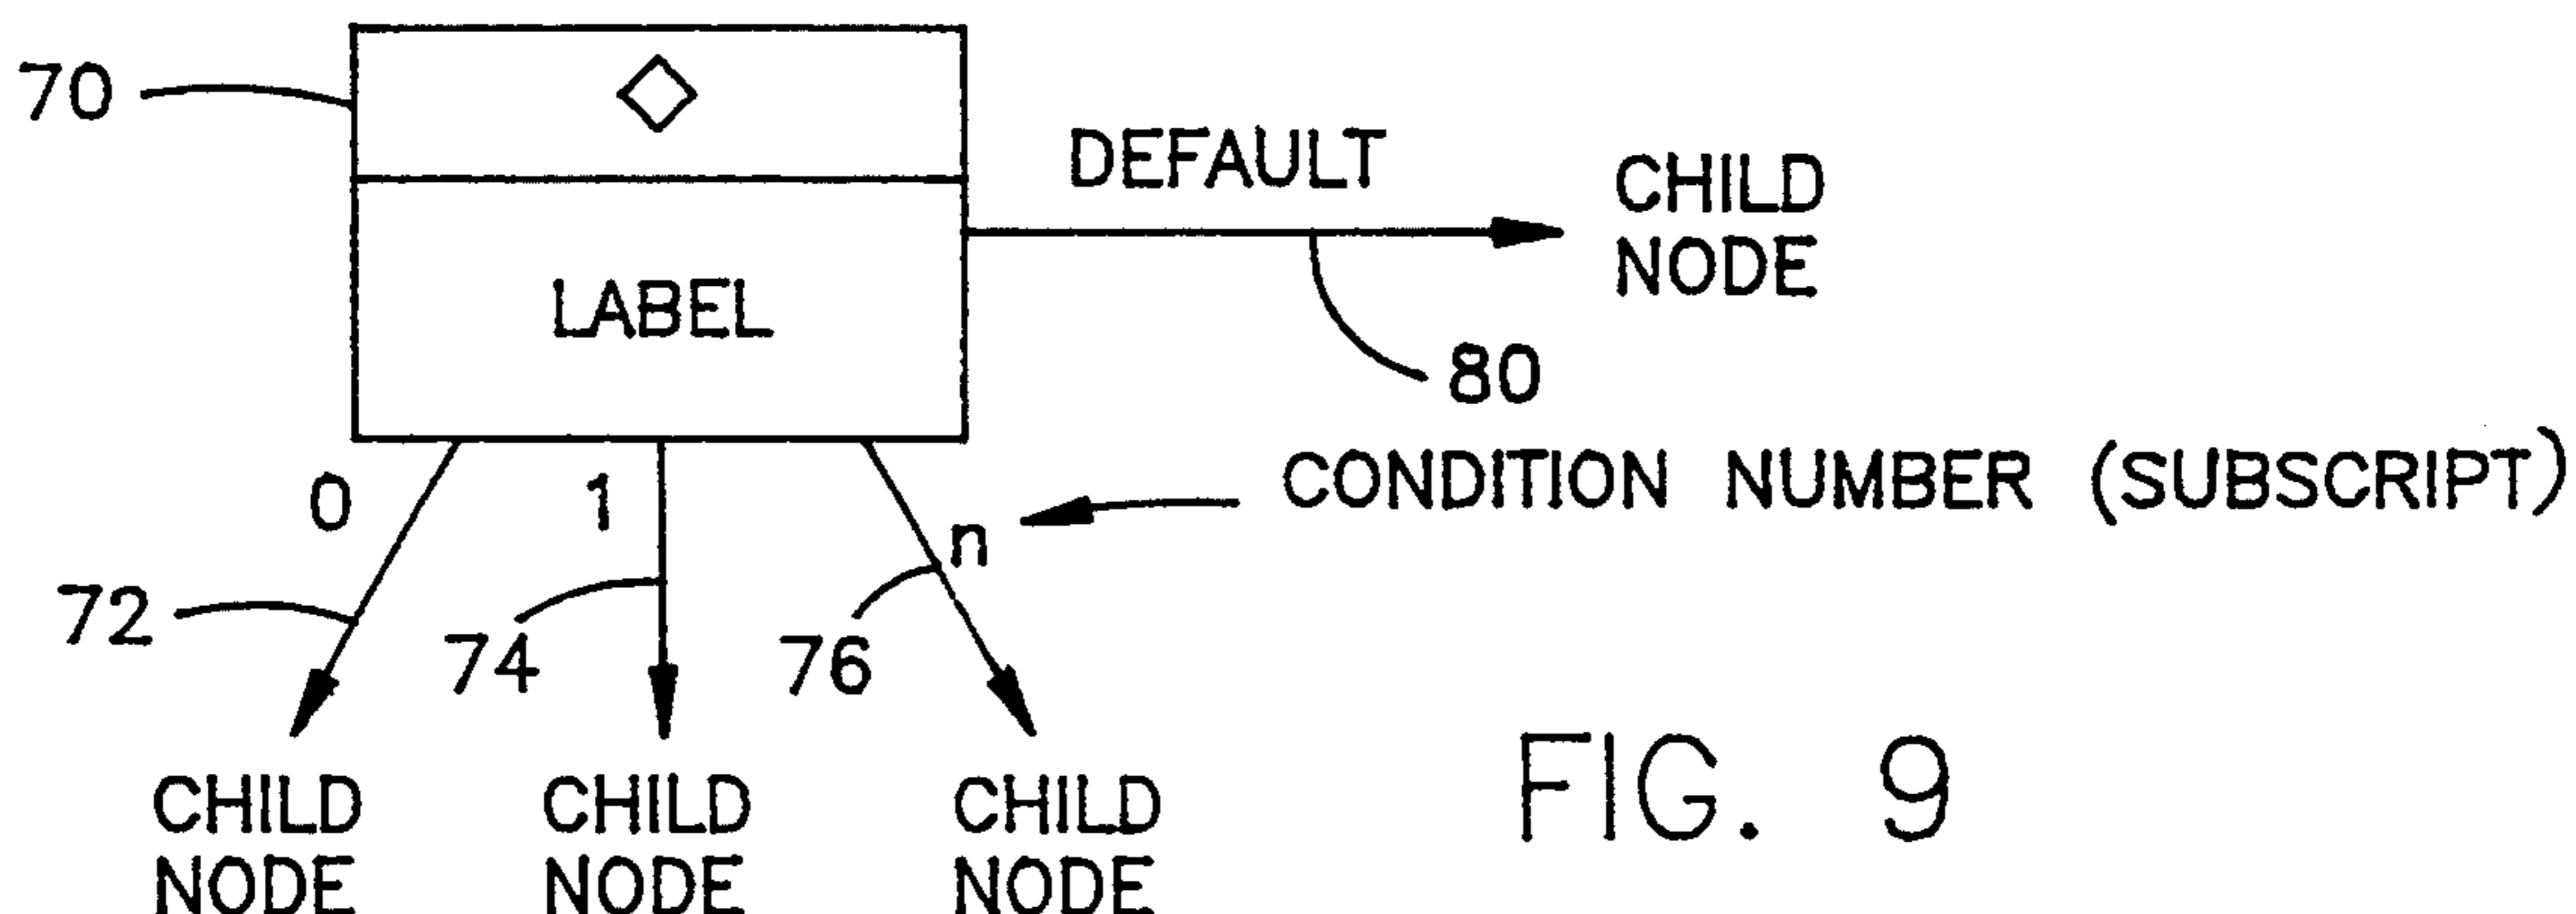 70
DEFAULT
CHILD
NODE
LABEL
80
0
1
n
CONDITION NUMBER (SUBSCRIPT)
72
74
76
CHILD
NODE
CHILD
NODE
CHILD
NODE
FIG. 9